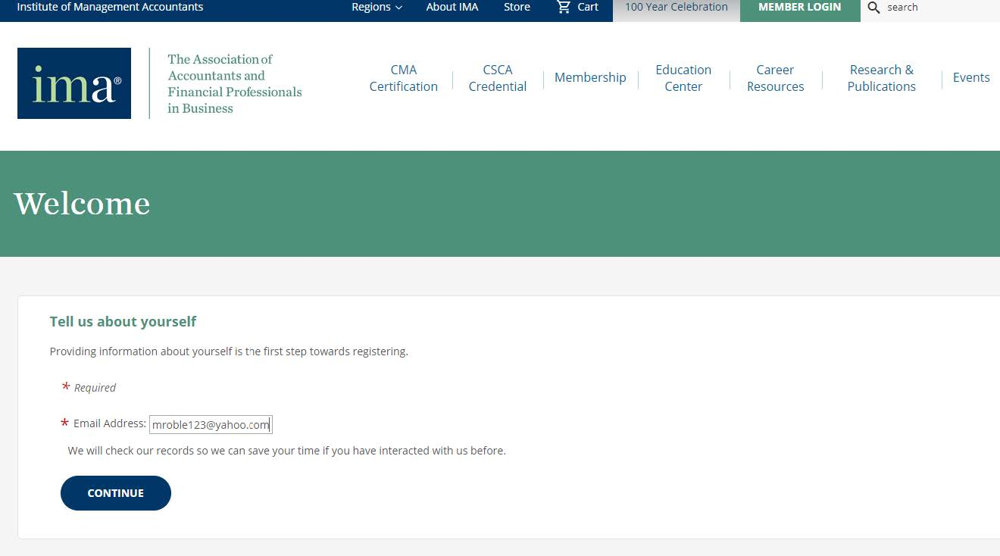 Institute of Management Accountants
Regions
About IMA
Store
Cart
100 Year Celebration
MEMBER LOGIN
search
ima®
The Association of
Accountants and
Financial Professionals
in Business
CMA
Certification
CSCA
Credential
Membership
Education
Center
Career
Resources
Research &
Publications
Events
Welcome
Tell us about yourself
Providing information about yourself is the first step towards registering.
* Required
* Email Address: mroble123@yahoo.com
We will check our records so we can save your time if you have interacted with us before.
CONTINUE